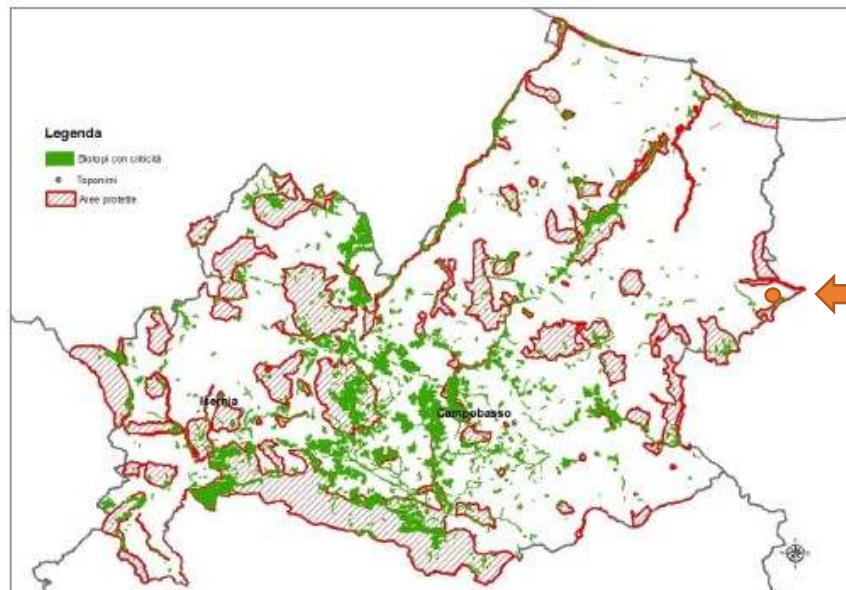 Legenda
Biotopi con criticità
Toponimi
Aree protette
Isernia
Campobasso